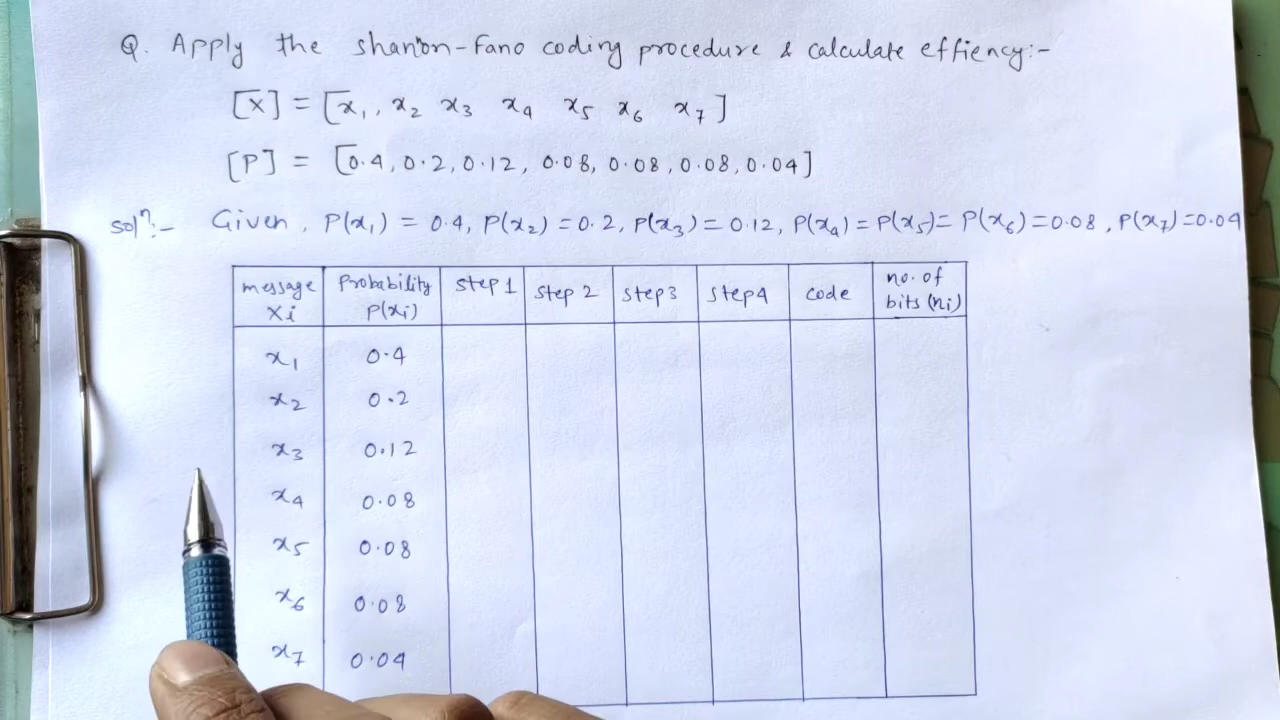 Q. Apply the shanon-Fano coding procedure & calculate effiency:-
[X] = [x₁, x₂ x₃ x₄ x₅ x₆ x₇]
[P] = [0.4, 0.2, 0.12, 0.08, 0.08, 0.08, 0.04]
solⁿ:- Given, P(x₁) = 0.4, P(x₂) = 0.2, P(x₃) = 0.12, P(x₄) = P(x₅) = P(x₆) = 0.08, P(x₇) = 0.04
message Xi Probability P(xi) step 1 step 2 step3 step4 code no. of bits (ni)
x₁ 0.4
x₂ 0.2
x₃ 0.12
x₄ 0.08
x₅ 0.08
x₆ 0.08
x₇ 0.04